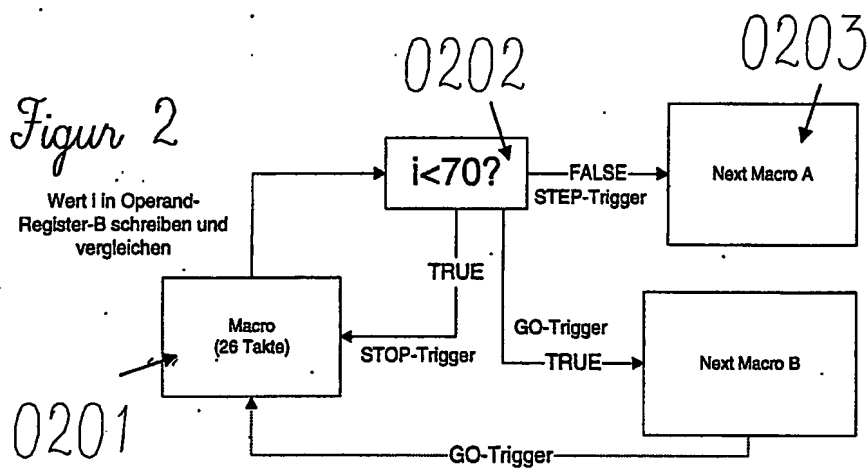 0202
0203
Figur 2
i<70?
FALSE
STEP-Trigger
Next Macro A
Wert i in Operand-
Register-B schreiben und
vergleichen
TRUE
GO-Trigger
TRUE
Macro
(26 Takte)
STOP-Trigger
Next Macro B
0201
GO-Trigger